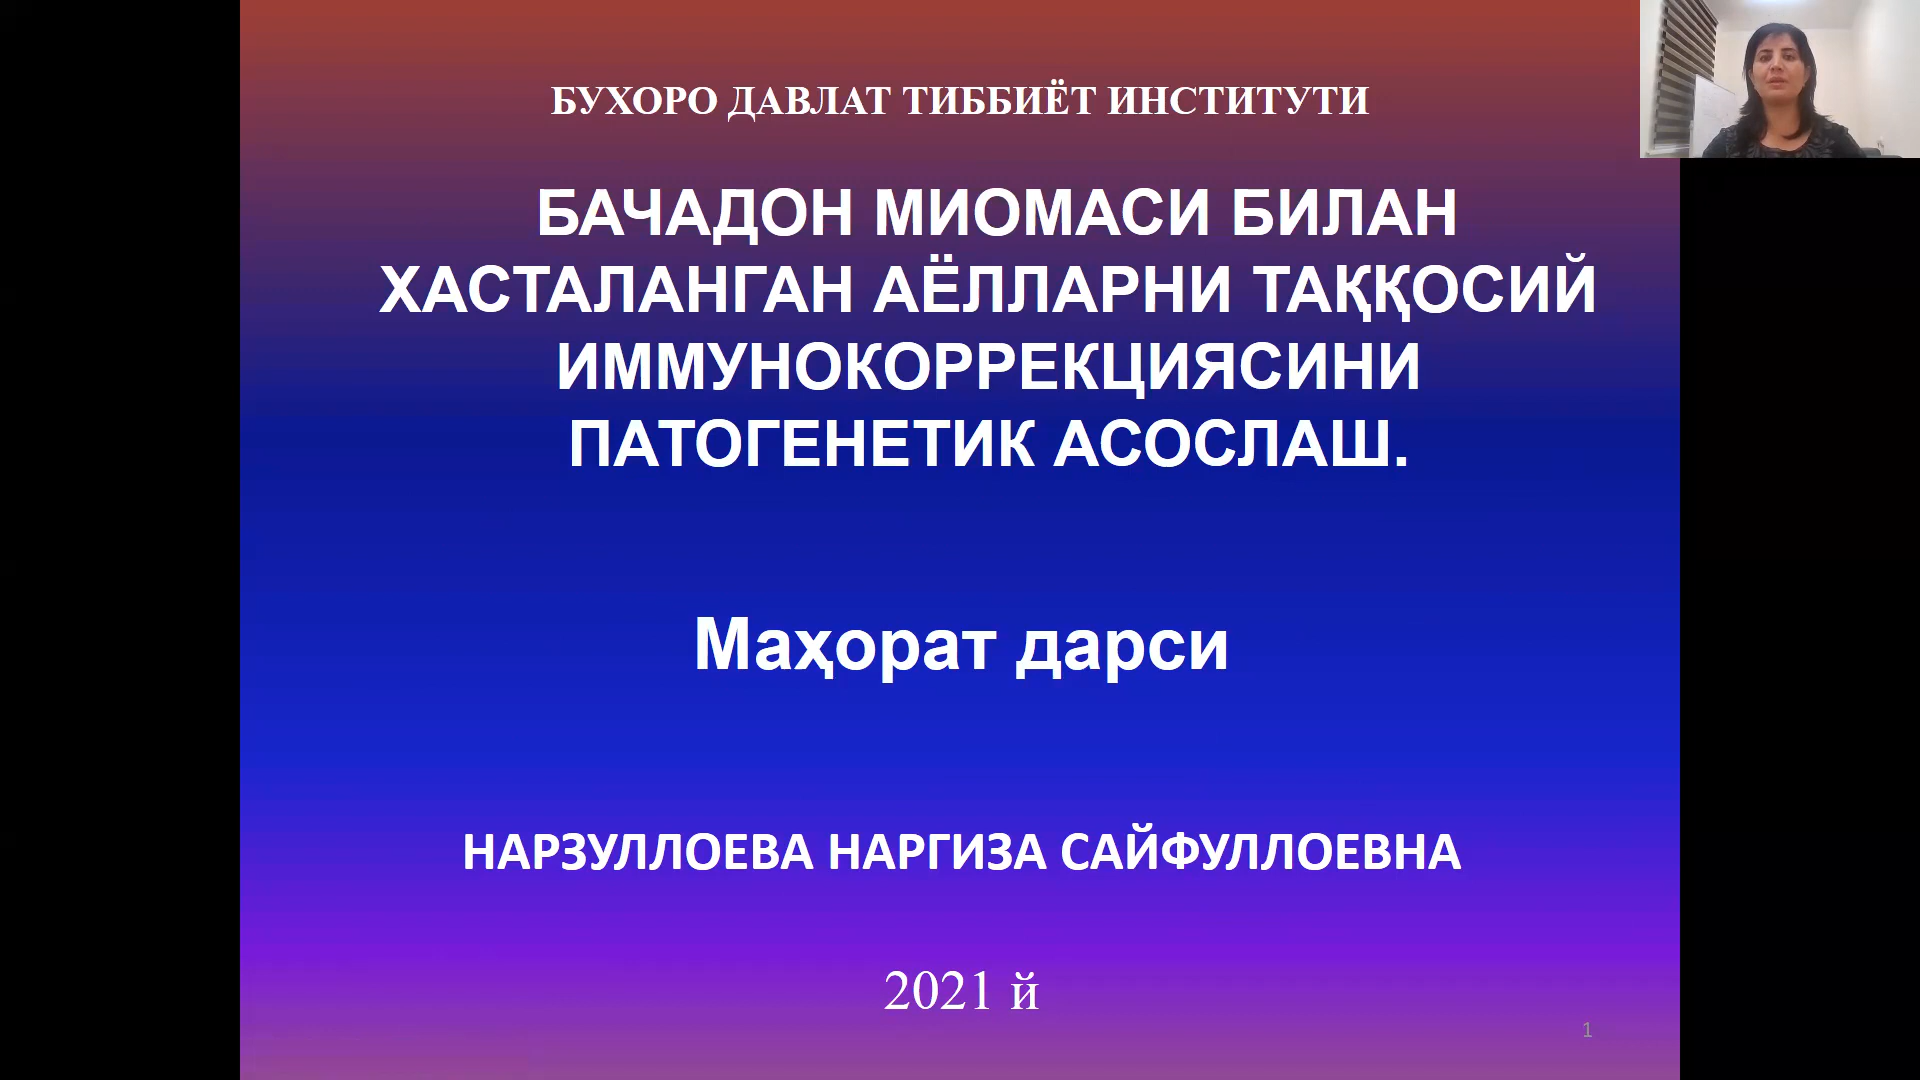 БУХОРО ДАВЛАТ ТИББИЁТ ИНСТИТУТИ
БАЧАДОН МИОМАСИ БИЛАН
ХАСТАЛАНГАН АЁЛЛАРНИ ТАҚҚОСИЙ
ИММУНОКОРРЕКЦИЯСИНИ
ПАТОГЕНЕТИК АСОСЛАШ.
Маҳорат дарси
НАРЗУЛЛОЕВА НАРГИЗА САЙФУЛЛОЕВНА
2021 й
1